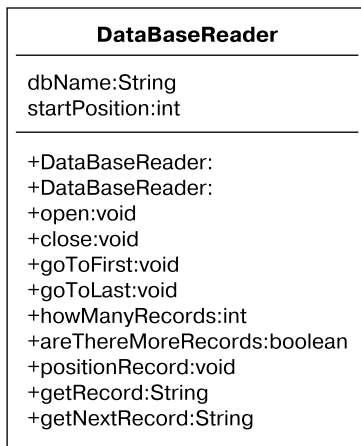 DataBaseReader
dbName:String
startPosition:int
+DataBaseReader:
+DataBaseReader:
+open:void
+close:void
+goToFirst:void
+goToLast:void
+howManyRecords:int
+areThereMoreRecords:boolean
+positionRecord:void
+getRecord:String
+getNextRecord:String